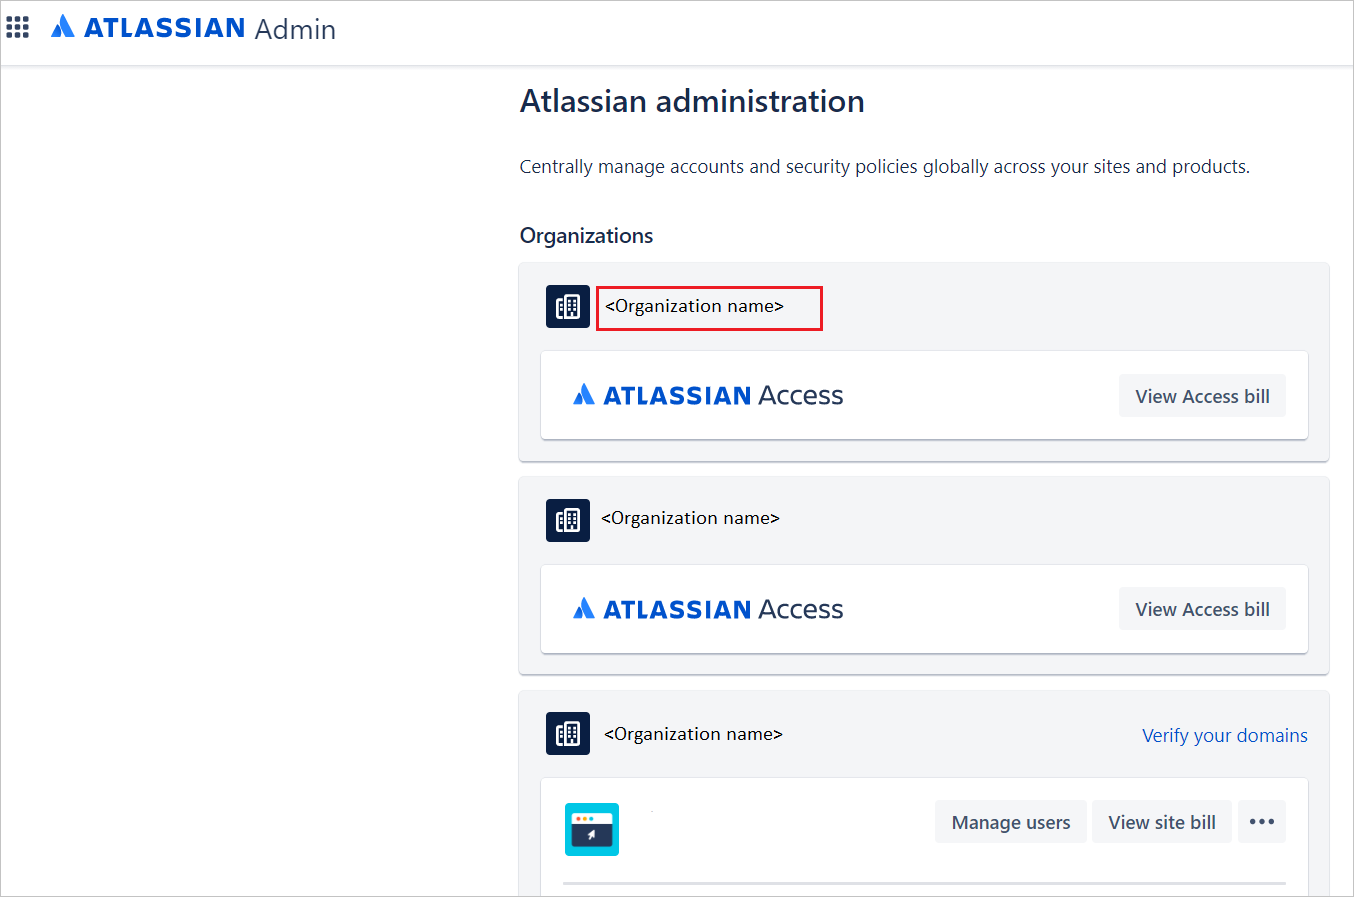 ATLASSIAN Admin
Atlassian administration
Centrally manage accounts and security policies globally across your sites and products.
Organizations
<Organization name>
ATLASSIAN Access
View Access bill
<Organization name>
ATLASSIAN Access
View Access bill
<Organization name>
Verify your domains
Manage users
View site bill